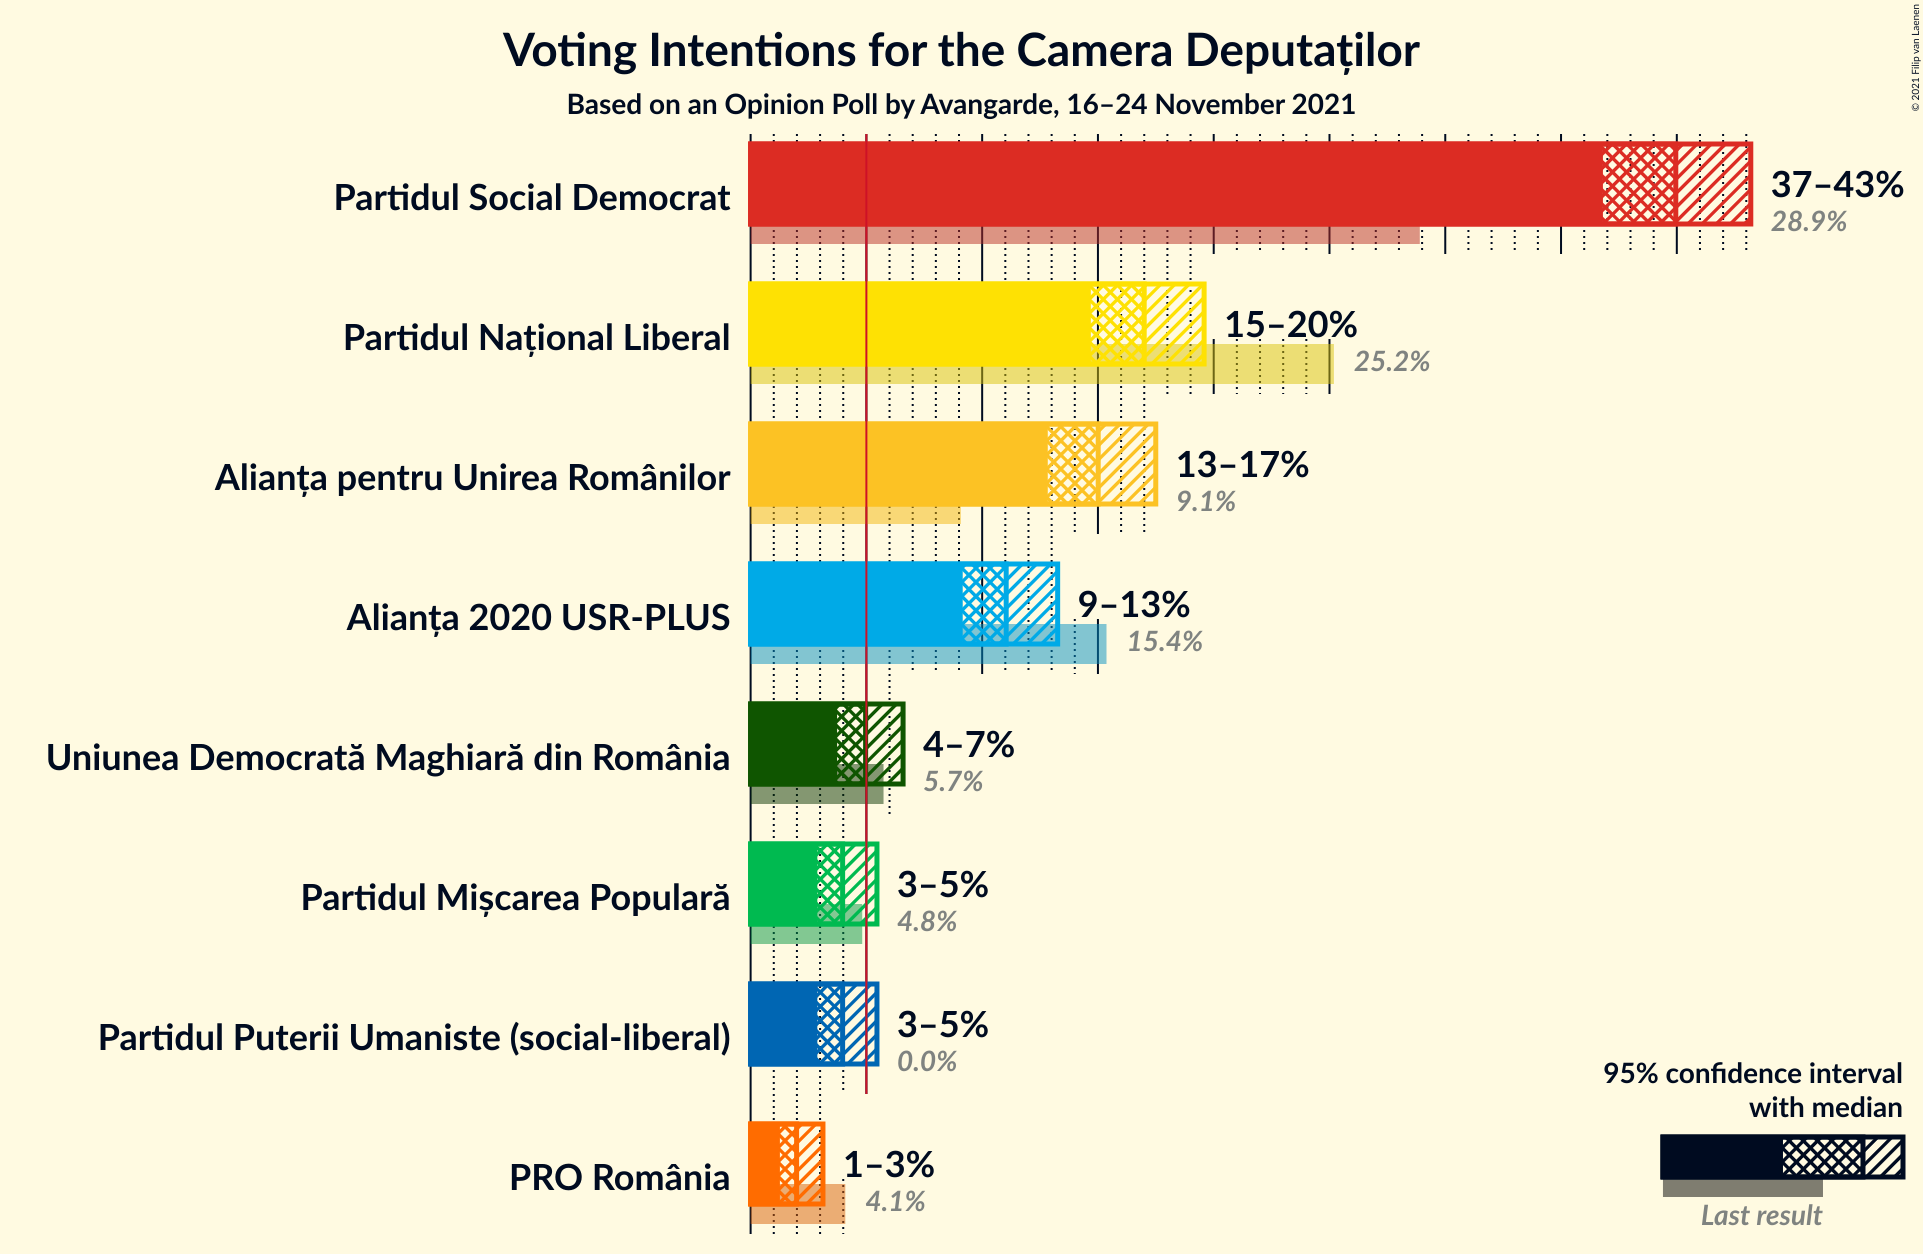 Voting Intentions for the Camera Deputaților
Based on an Opinion Poll by Avangarde, 16–24 November 2021
© 2021 Filip van Laenen
Partidul Social Democrat
37–43%
28.9%
Partidul Național Liberal
15–20%
25.2%
Alianța pentru Unirea Românilor
13–17%
9.1%
Alianța 2020 USR-PLUS
9–13%
15.4%
Uniunea Democrată Maghiară din România
4–7%
5.7%
Partidul Mișcarea Populară
3–5%
4.8%
Partidul Puterii Umaniste (social-liberal)
3–5%
0.0%
PRO România
1–3%
4.1%
95% confidence interval
with median
Last result